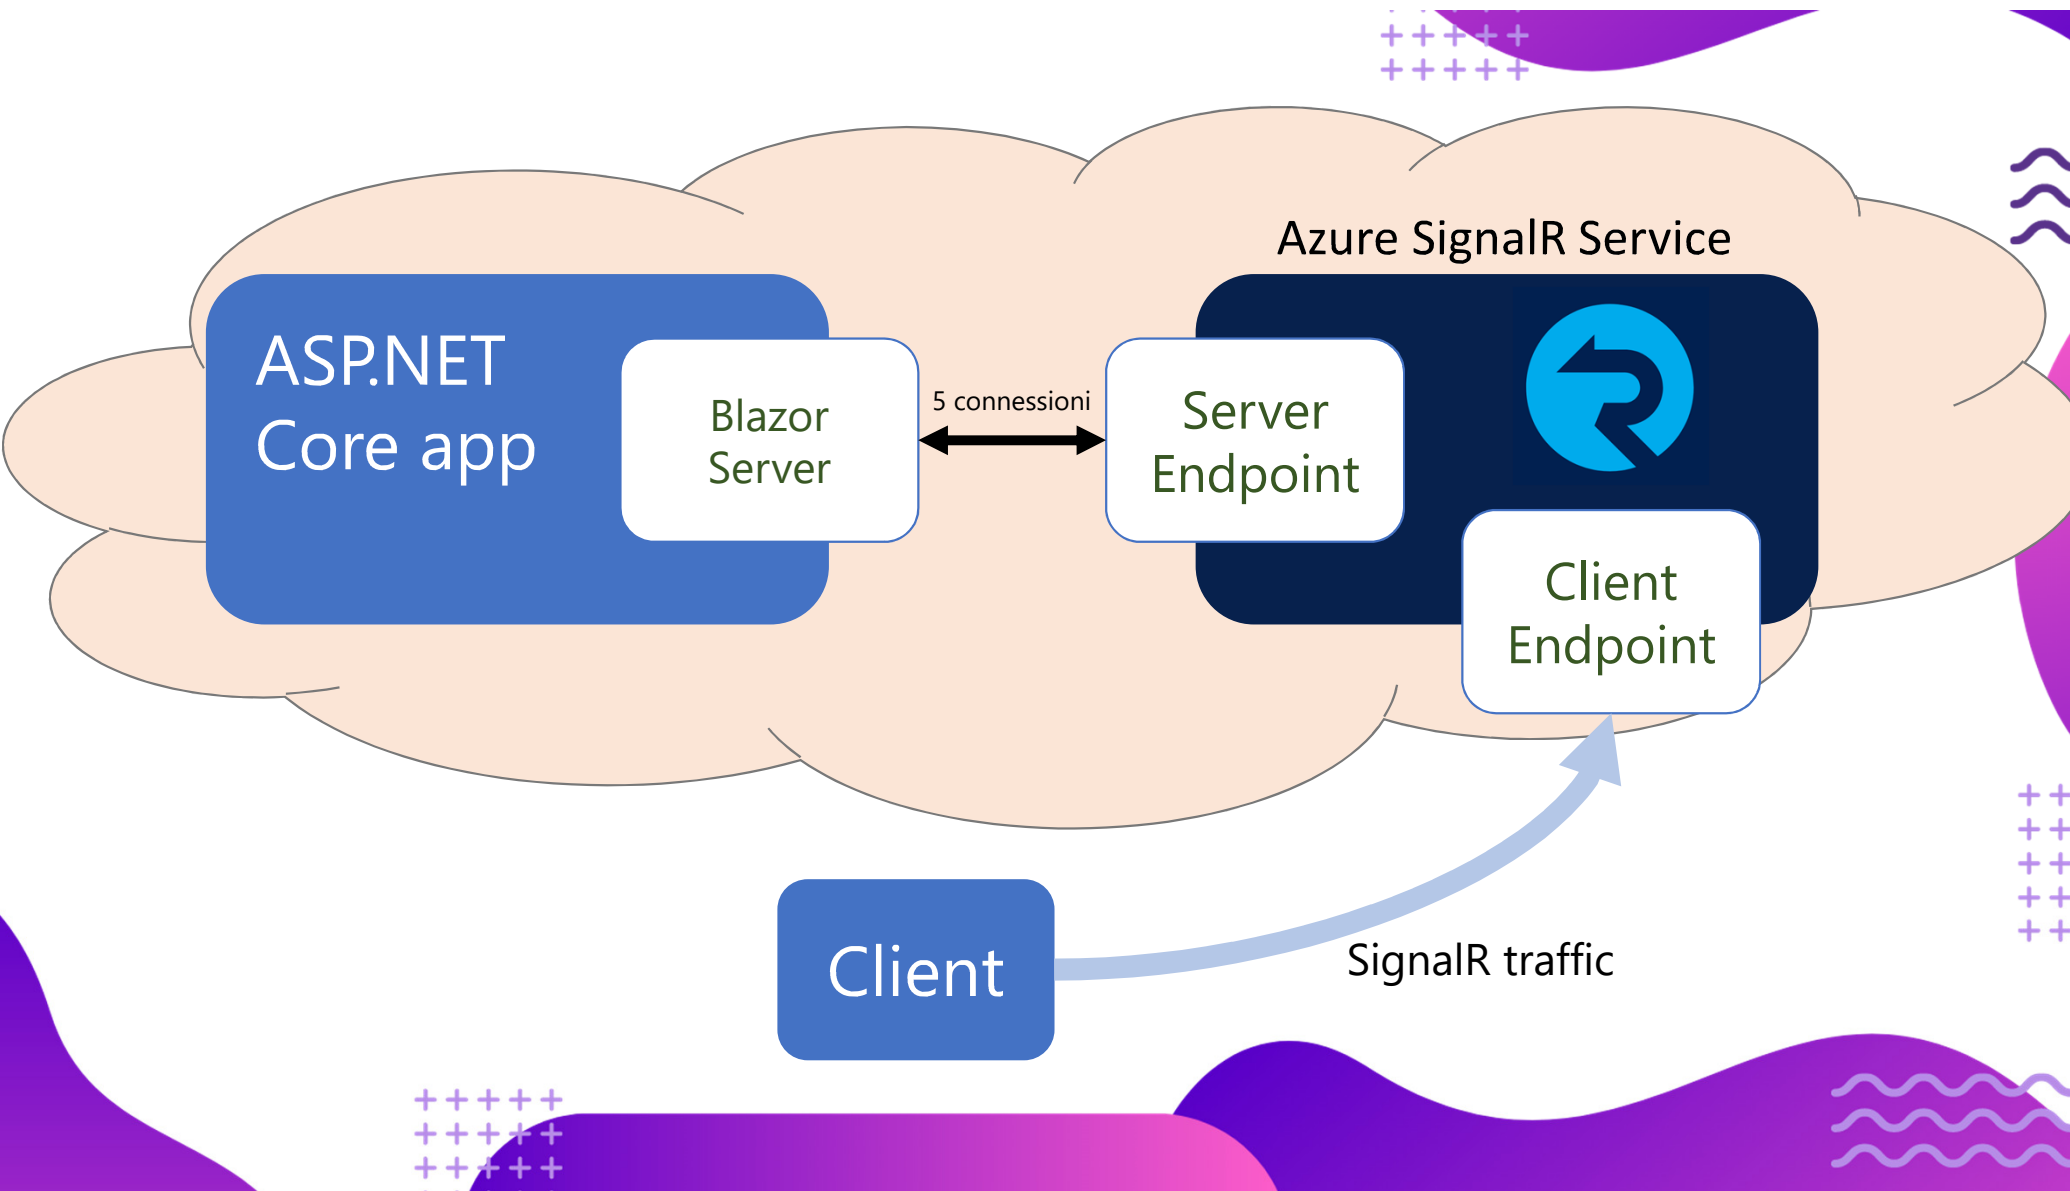 Azure SignalR Service
ASP.NET
Core app
Blazor
Server
5 connessioni
Server
Endpoint
Client
Endpoint
Client
SignalR traffic